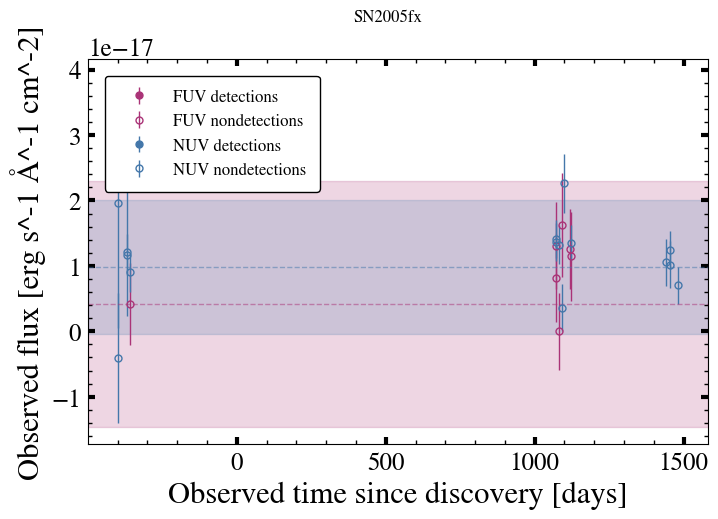 SN2005fx
1e−17
4
3
2
1
0
−1
FUV detections
FUV nondetections
NUV detections
NUV nondetections
0
500
1000
1500
Observed time since discovery [days]
Observed flux [erg s^-1 Å^-1 cm^-2]